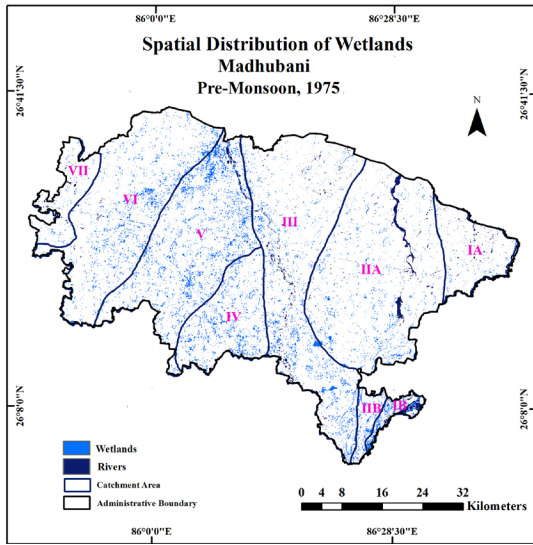 86°0'0"E 86°28'30"E
Spatial Distribution of Wetlands
Madhubani
Pre-Monsoon, 1975
26°41'30"N 26°41'30"N
N
VII
VI
III
V
IA
IIA
IV
IIB IB
26°8'0"N 26°8'0"N
Wetlands
Rivers
Catchment Area
Administrative Boundary
0 4 8 16 24 32
Kilometers
86°0'0"E 86°28'30"E